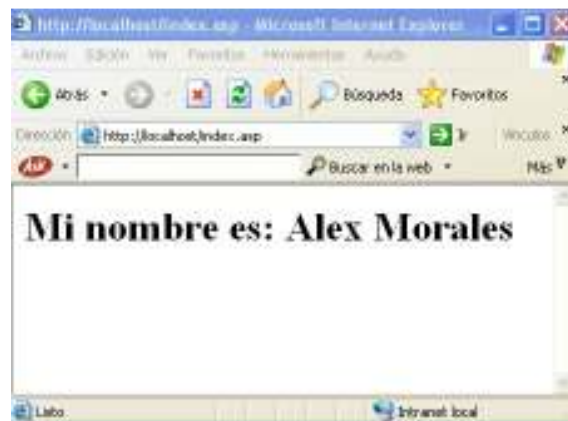 http://localhost/index.asp - Microsoft Internet Explorer
Archivo Edición Ver Favoritos Herramientas Ayuda
Atrás Búsqueda Favoritos
Dirección http://localhost/index.asp Ir Vínculos
Ask Buscar en la web Más
Mi nombre es: Alex Morales
Listo Intranet local